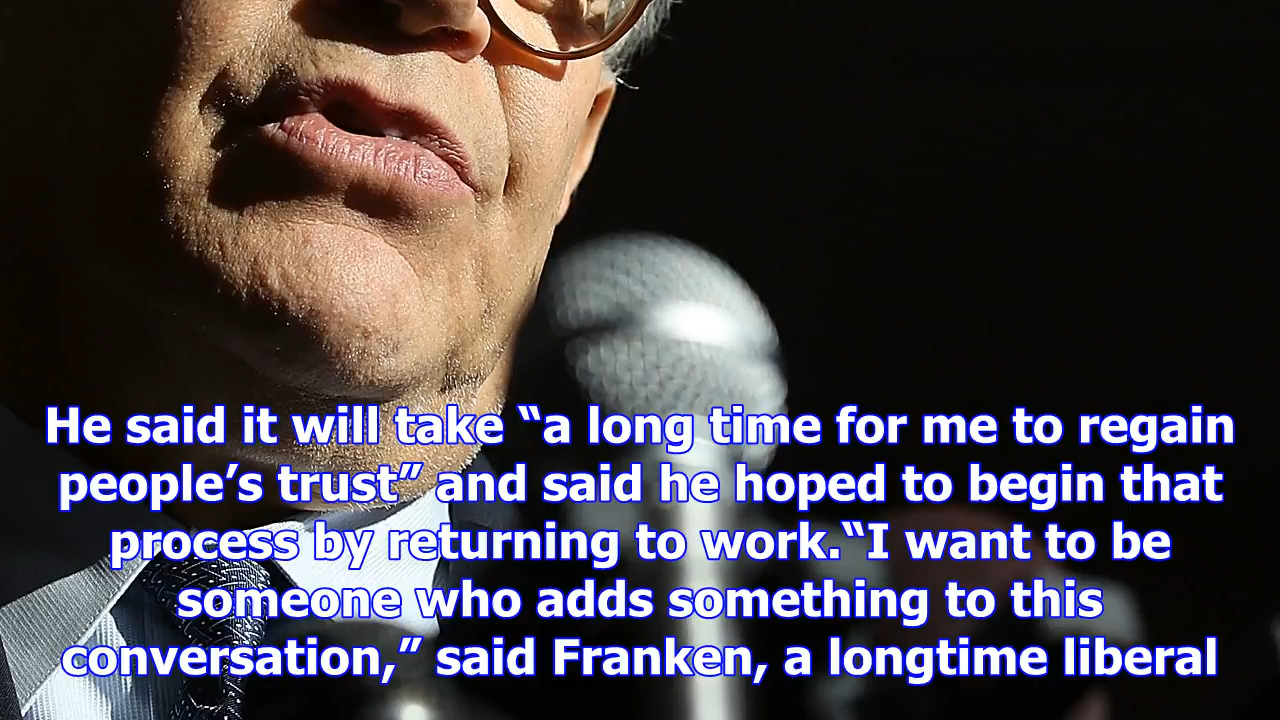 He said it will take “a long time for me to regain
people’s trust” and said he hoped to begin that
process by returning to work.“I want to be
someone who adds something to this
conversation,” said Franken, a longtime liberal